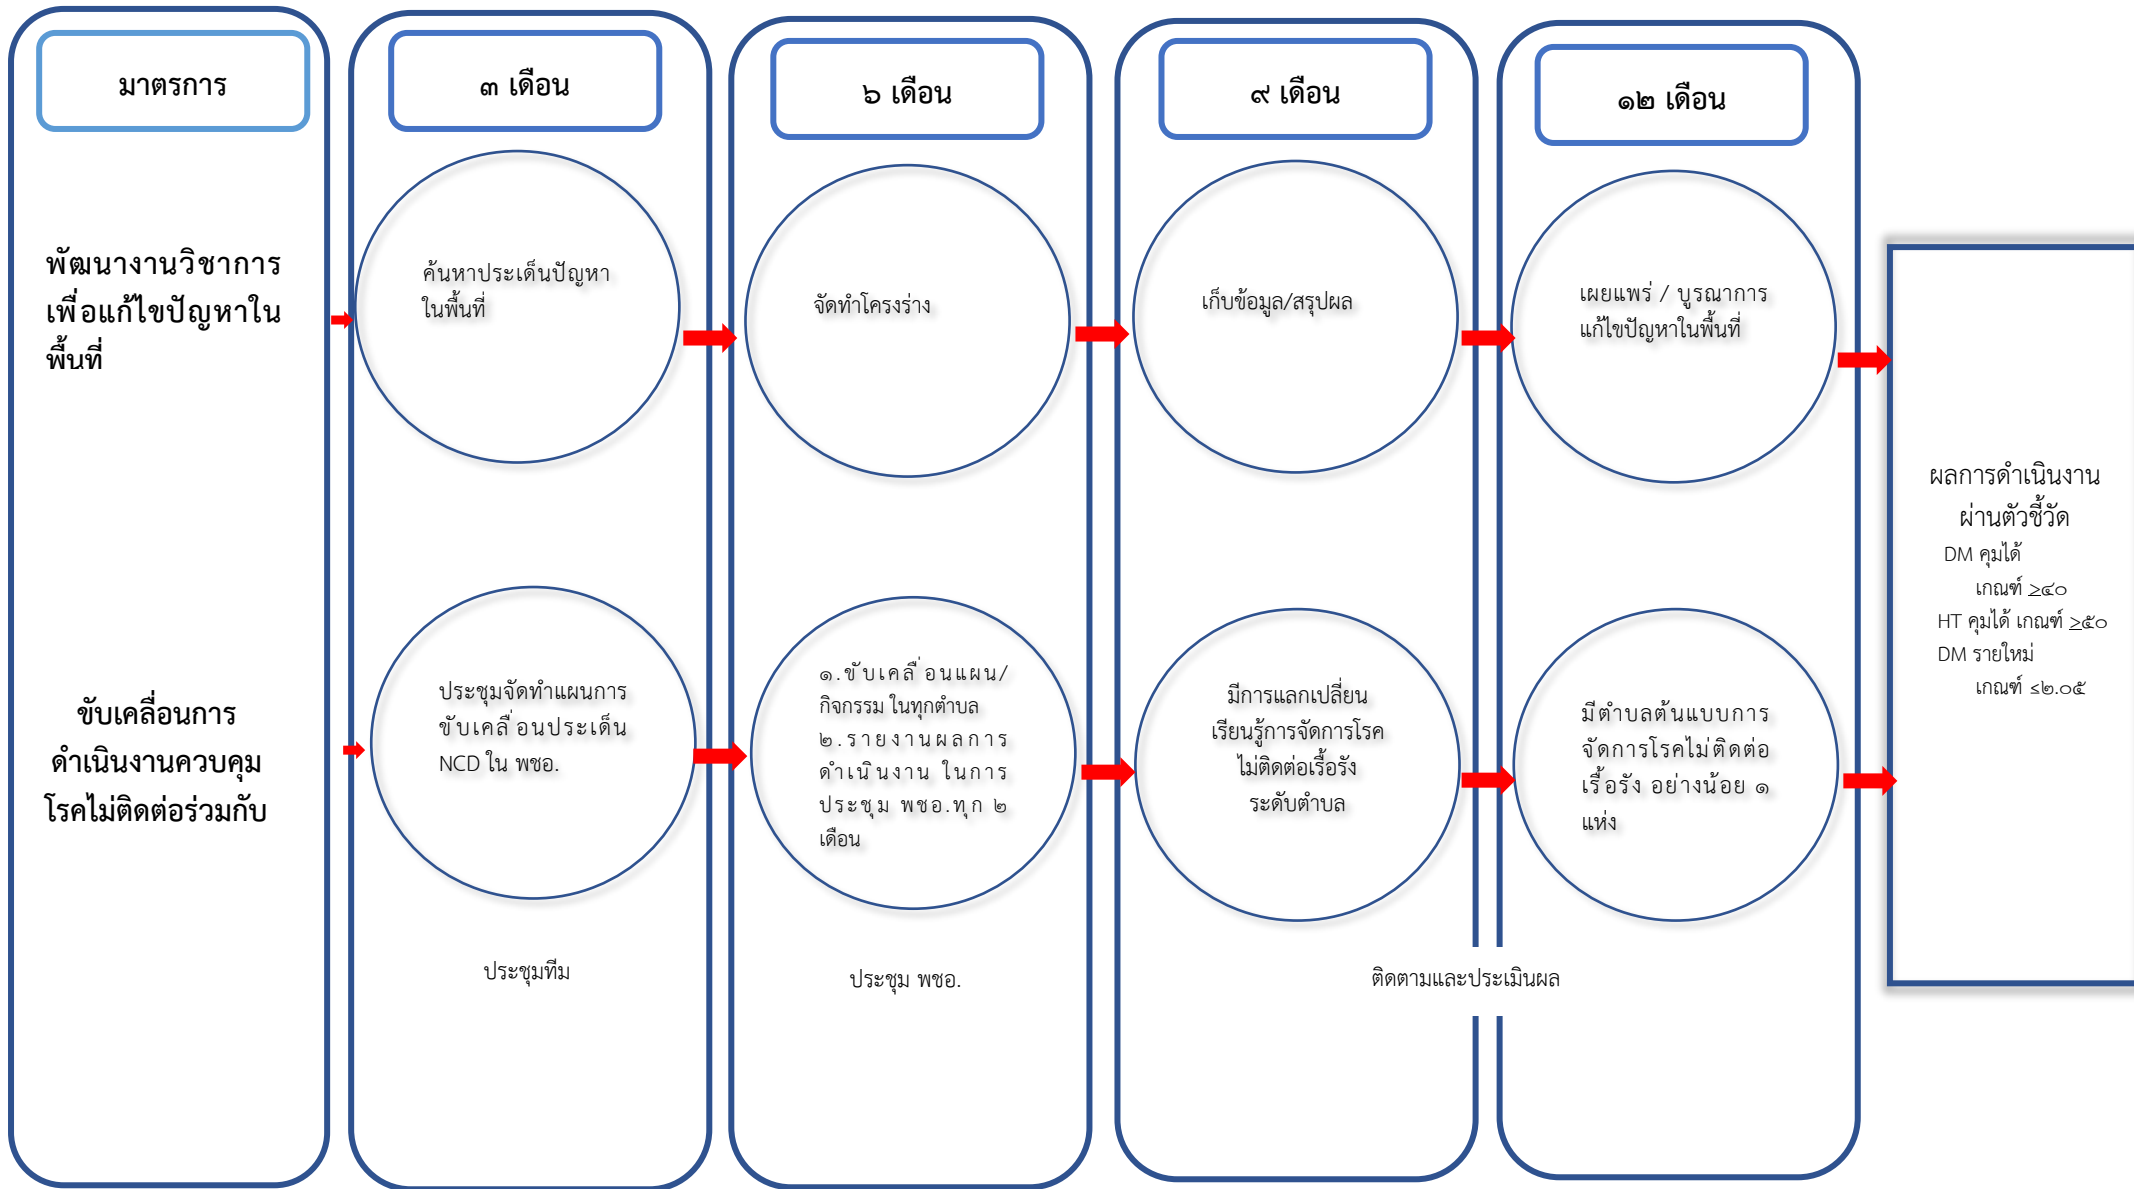 มาตรการ
๓ เดือน
๖ เดือน
๙ เดือน
๑๒ เดือน
พัฒนางานวิชาการ
เพื่อแก้ไขปัญหาใน
พื้นที่
ค้นหาประเด็นปัญหา
ในพื้นที่
จัดทำโครงร่าง
เก็บข้อมูล/สรุปผล
เผยแพร่ / บูรณาการ
แก้ไขปัญหาในพื้นที่
ขับเคลื่อนการ
ดำเนินงานควบคุม
โรคไม่ติดต่อร่วมกับ
ประชุมจัดทำแผนการ
ขับเคลื่อนประเด็น
NCD ใน พชอ.
๑.ขับเคลื่อนแผน/
กิจกรรม ในทุกตำบล
๒.รายงานผลการ
ดำเนินงาน ในการ
ประชุม พชอ.ทุก ๒
เดือน
มีการแลกเปลี่ยน
เรียนรู้การจัดการโรค
ไม่ติดต่อเรื้อรัง
ระดับตำบล
มีตำบลต้นแบบการ
จัดการโรคไม่ติดต่อ
เรื้อรัง อย่างน้อย ๑
แห่ง
ผลการดำเนินงาน
ผ่านตัวชี้วัด
DM คุมได้
เกณฑ์ ≥๔๐
HT คุมได้ เกณฑ์ ≥๕๐
DM รายใหม่
เกณฑ์ ≤๒.๐๕
ประชุมทีม
ประชุม พชอ.
ติดตามและประเมินผล